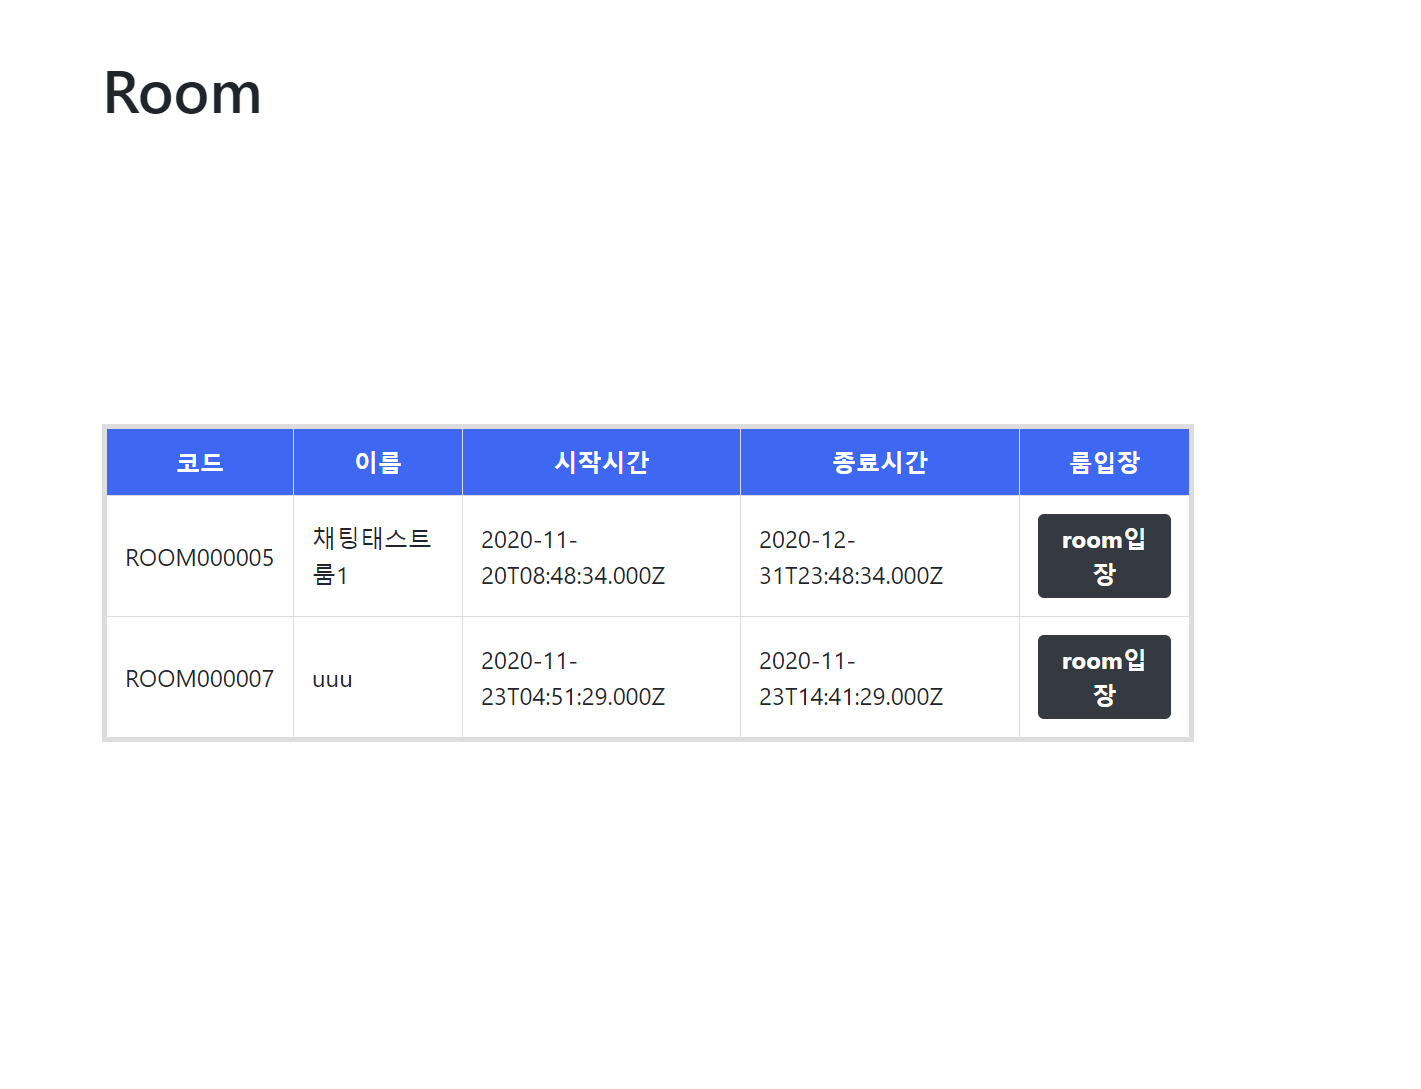 Room
코드 이름 시작시간 종료시간 룸입장
ROOM000005 채팅태스트 2020-11- 2020-12- room입
룸1 20T08:48:34.000Z 31T23:48:34.000Z 장
ROOM000007 uuu 2020-11- 2020-11- room입
23T04:51:29.000Z 23T14:41:29.000Z 장